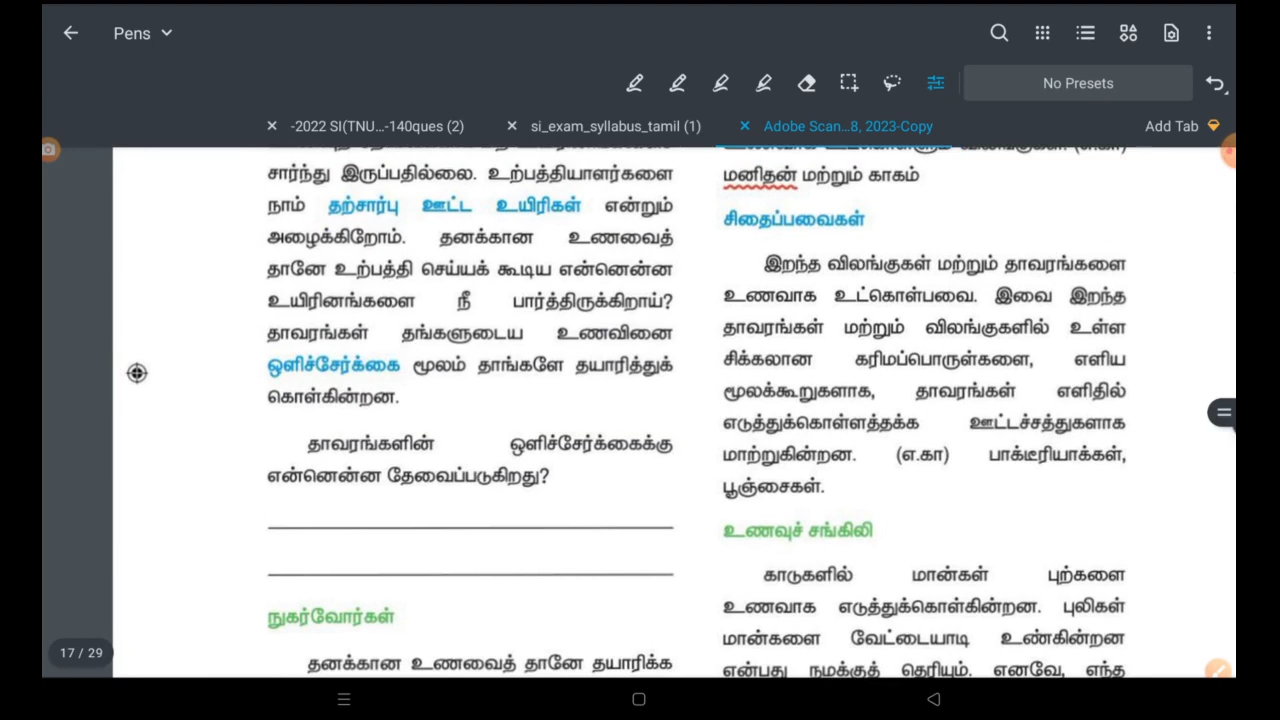 Pens
No Presets
-2022 SI(TNU...-140ques (2)
si_exam_syllabus_tamil (1)
Adobe Scan...8, 2023-Copy
Add Tab
சார்ந்து இருப்பதில்லை. உற்பத்தியாளர்களை
நாம் தற்சார்பு ஊட்ட உயிரிகள் என்றும்
அழைக்கிறோம். தனக்கான உணவைத்
தானே உற்பத்தி செய்யக் கூடிய என்னென்ன
உயிரினங்களை நீ பார்த்திருக்கிறாய்?
தாவரங்கள் தங்களுடைய உணவினை
ஒளிச்சேர்க்கை மூலம் தாங்களே தயாரித்துக்
கொள்கின்றன.
தாவரங்களின் ஒளிச்சேர்க்கைக்கு
என்னென்ன தேவைப்படுகிறது?
நுகர்வோர்கள்
தனக்கான உணவைத் தானே தயாரிக்க
மனிதன் மற்றும் காகம்
சிதைப்பவைகள்
இறந்த விலங்குகள் மற்றும் தாவரங்களை
உணவாக உட்கொள்பவை. இவை இறந்த
தாவரங்கள் மற்றும் விலங்குகளில் உள்ள
சிக்கலான கரிமப்பொருள்களை, எளிய
மூலக்கூறுகளாக, தாவரங்கள் எளிதில்
எடுத்துக்கொள்ளத்தக்க ஊட்டச்சத்துகளாக
மாற்றுகின்றன. (எ.கா) பாக்டீரியாக்கள்,
பூஞ்சைகள்.
உணவுச் சங்கிலி
காடுகளில் மான்கள் புற்களை
உணவாக எடுத்துக்கொள்கின்றன. புலிகள்
மான்களை வேட்டையாடி உண்கின்றன
என்பது நமக்குத் தெரியும். எனவே, எந்த
17 / 29